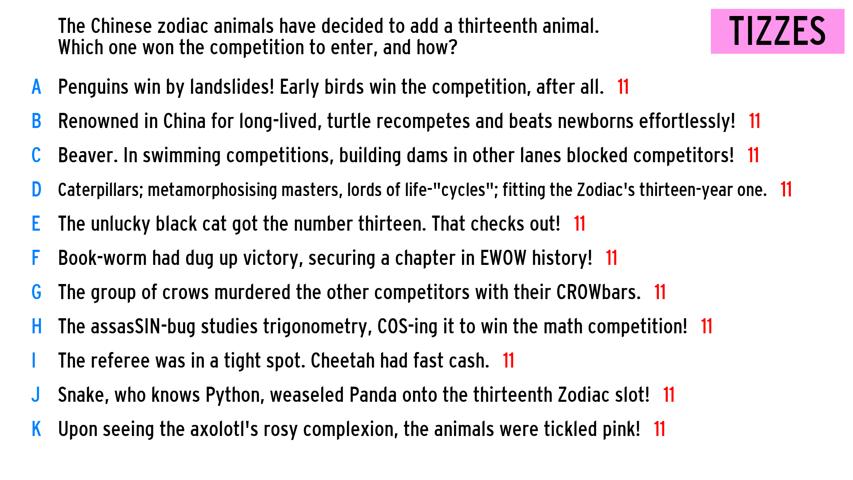 The Chinese zodiac animals have decided to add a thirteenth animal.
Which one won the competition to enter, and how?
TIZZES
A Penguins win by landslides! Early birds win the competition, after all. 11
B Renowned in China for long-lived, turtle recompetes and beats newborns effortlessly! 11
C Beaver. In swimming competitions, building dams in other lanes blocked competitors! 11
D Caterpillars; metamorphosising masters, lords of life-"cycles"; fitting the Zodiac's thirteen-year one. 11
E The unlucky black cat got the number thirteen. That checks out! 11
F Book-worm had dug up victory, securing a chapter in EWOW history! 11
G The group of crows murdered the other competitors with their CROWbars. 11
H The assasSIN-bug studies trigonometry, COS-ing it to win the math competition! 11
I The referee was in a tight spot. Cheetah had fast cash. 11
J Snake, who knows Python, weaseled Panda onto the thirteenth Zodiac slot! 11
K Upon seeing the axolotl's rosy complexion, the animals were tickled pink! 11